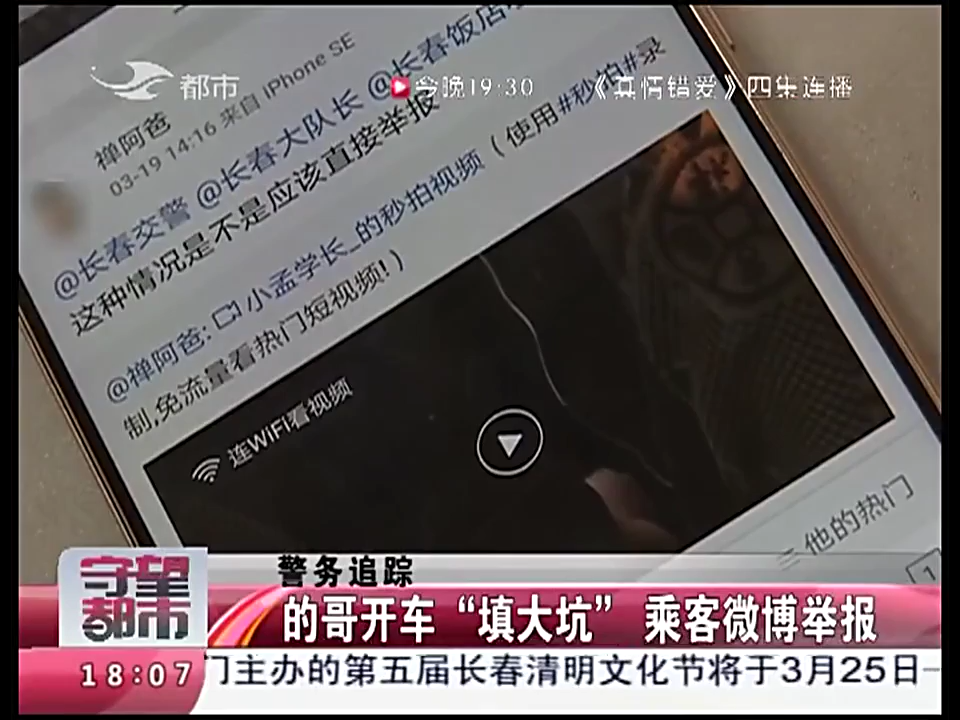 都市
今晚19:30 《真情错爱》四集连播
禅阿爸
03-19 14:16 来自 iPhone SE
@长春交警 @长春大队长 @长春饭店
这种情况是不是应该直接举报
@禅阿爸: 小孟学长_的秒拍视频（使用#秒拍#录
制,免流量看热门短视频!）
连WiFi看视频
他的热门
1
守望
都市
警务追踪
的哥开车“填大坑” 乘客微博举报
18:07
门主办的第五届长春清明文化节将于3月25日